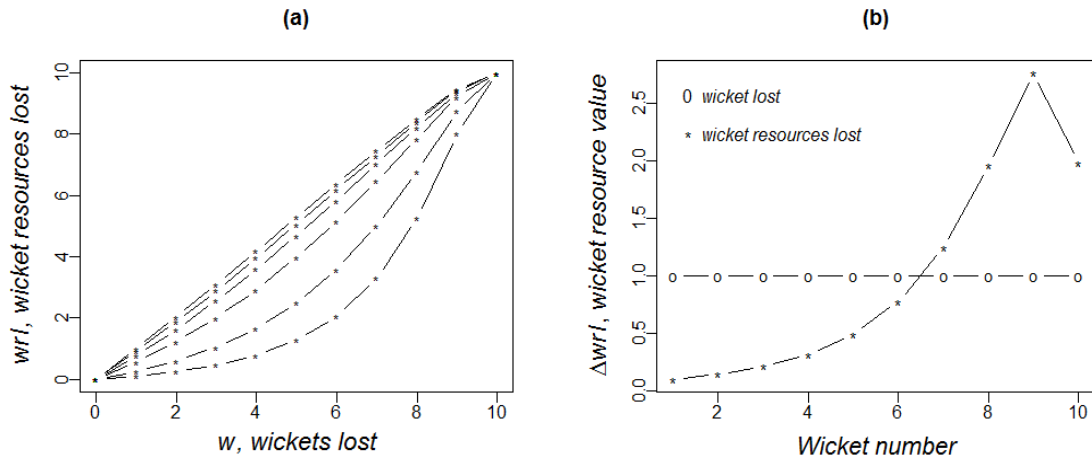 (a)
wrl, wicket resources lost
10
8
6
4
2
0
0 2 4 6 8 10
w, wickets lost
(b)
Δwrl, wicket resource value
2.5
2.0
1.5
1.0
0.5
0.0
o wicket lost
* wicket resources lost
2 4 6 8 10
Wicket number